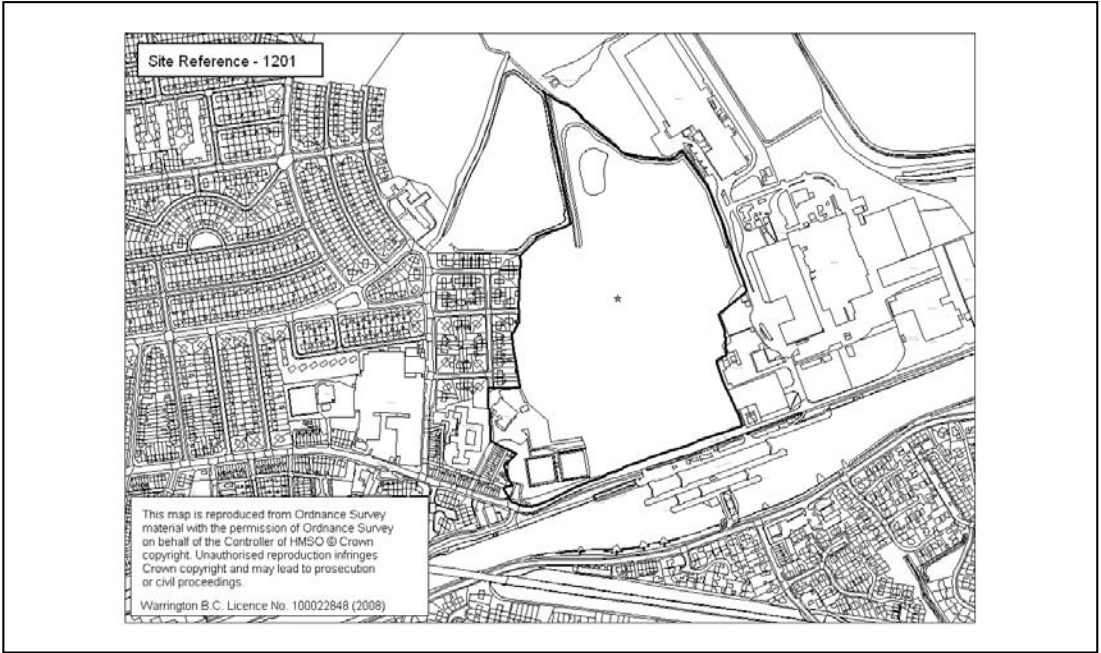 Site Reference - 1201
This map is reproduced from Ordnance Survey
material with the permission of Ordnance Survey
on behalf of the Controller of HMSO © Crown
copyright. Unauthorised reproduction infringes
Crown copyright and may lead to prosecution
or civil proceedings.
Warrington B.C. Licence No. 100022848 (2008)